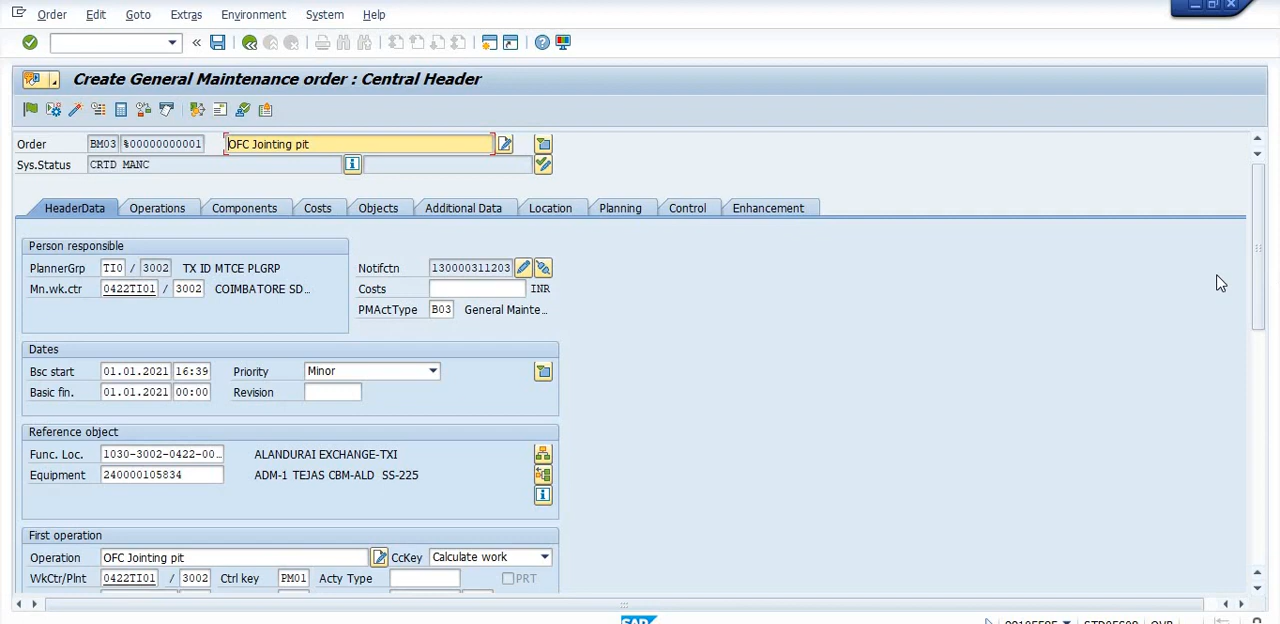 Order Edit Goto Extras Environment System Help
Create General Maintenance order : Central Header
Order BM03 %00000000001 OFC Jointing pit
Sys.Status CRTD MANC
HeaderData Operations Components Costs Objects Additional Data Location Planning Control Enhancement
Person responsible
PlannerGrp TI0 / 3002 TX ID MTCE PLGRP Notifctn 130000311203
Mn.wk.ctr 0422TI01 / 3002 COIMBATORE SD... Costs INR
PMActType B03 General Mainte...
Dates
Bsc start 01.01.2021 16:39 Priority Minor
Basic fin. 01.01.2021 00:00 Revision
Reference object
Func. Loc. 1030-3002-0422-00... ALANDURAI EXCHANGE-TXI
Equipment 240000105834 ADM-1 TEJAS CBM-ALD SS-225
First operation
Operation OFC Jointing pit CcKey Calculate work
WkCtr/Plnt 0422TI01 / 3002 Ctrl key PM01 Acty Type PRT
SAP